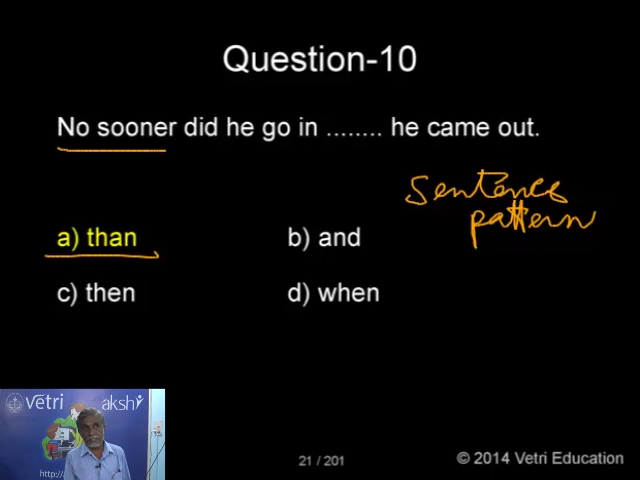 Question-10
No sooner did he go in ........ he came out.
Sentence
pattern
a) than
b) and
c) then
d) when
Vetri
akshi
http://
21 / 201
© 2014 Vetri Education